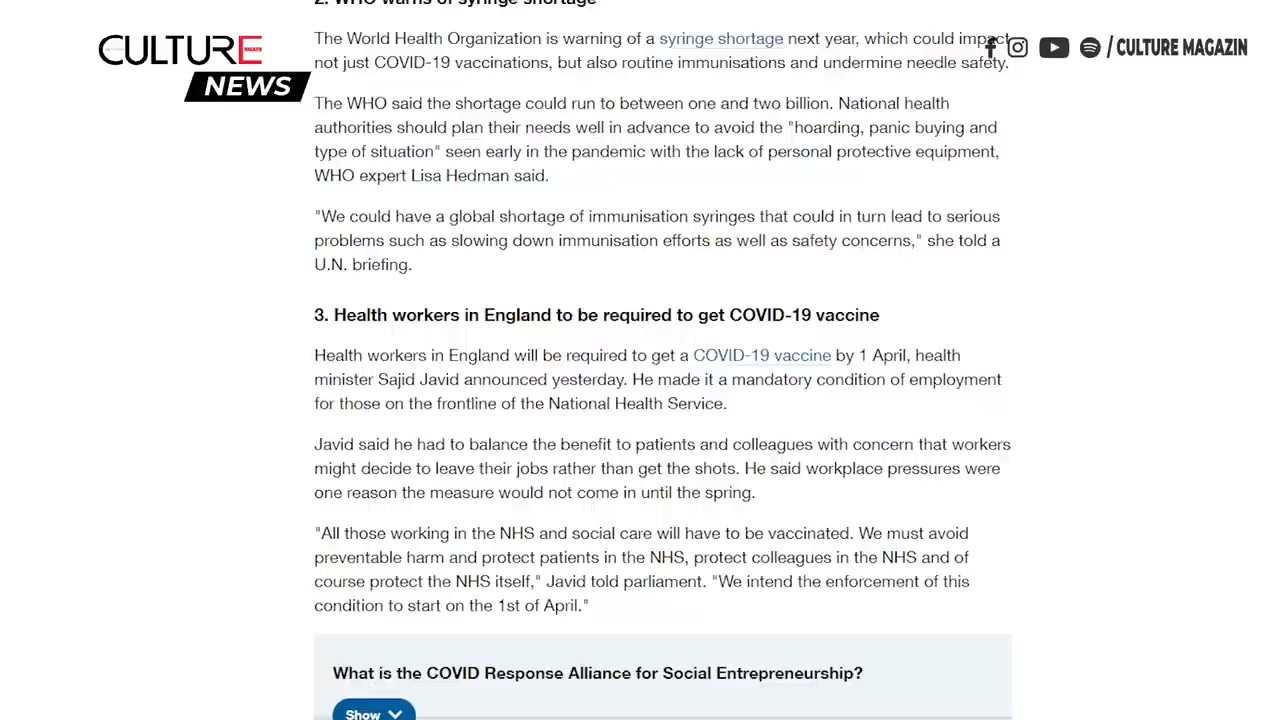 2. WHO warns of syringe shortage
CULTURE
NEWS
/ CULTURE MAGAZIN
The World Health Organization is warning of a syringe shortage next year, which could impact
not just COVID-19 vaccinations, but also routine immunisations and undermine needle safety.
The WHO said the shortage could run to between one and two billion. National health
authorities should plan their needs well in advance to avoid the "hoarding, panic buying and
type of situation" seen early in the pandemic with the lack of personal protective equipment,
WHO expert Lisa Hedman said.
"We could have a global shortage of immunisation syringes that could in turn lead to serious
problems such as slowing down immunisation efforts as well as safety concerns," she told a
U.N. briefing.
3. Health workers in England to be required to get COVID-19 vaccine
Health workers in England will be required to get a COVID-19 vaccine by 1 April, health
minister Sajid Javid announced yesterday. He made it a mandatory condition of employment
for those on the frontline of the National Health Service.
Javid said he had to balance the benefit to patients and colleagues with concern that workers
might decide to leave their jobs rather than get the shots. He said workplace pressures were
one reason the measure would not come in until the spring.
"All those working in the NHS and social care will have to be vaccinated. We must avoid
preventable harm and protect patients in the NHS, protect colleagues in the NHS and of
course protect the NHS itself," Javid told parliament. "We intend the enforcement of this
condition to start on the 1st of April."
What is the COVID Response Alliance for Social Entrepreneurship?
Show